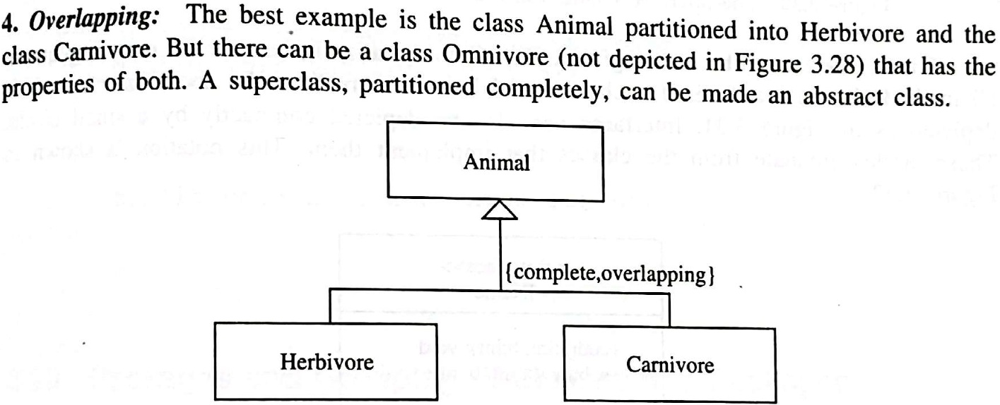 4. Overlapping: The best example is the class Animal partitioned into Herbivore and the
class Carnivore. But there can be a class Omnivore (not depicted in Figure 3.28) that has the
properties of both. A superclass, partitioned completely, can be made an abstract class.
Animal
{complete,overlapping}
Herbivore
Carnivore